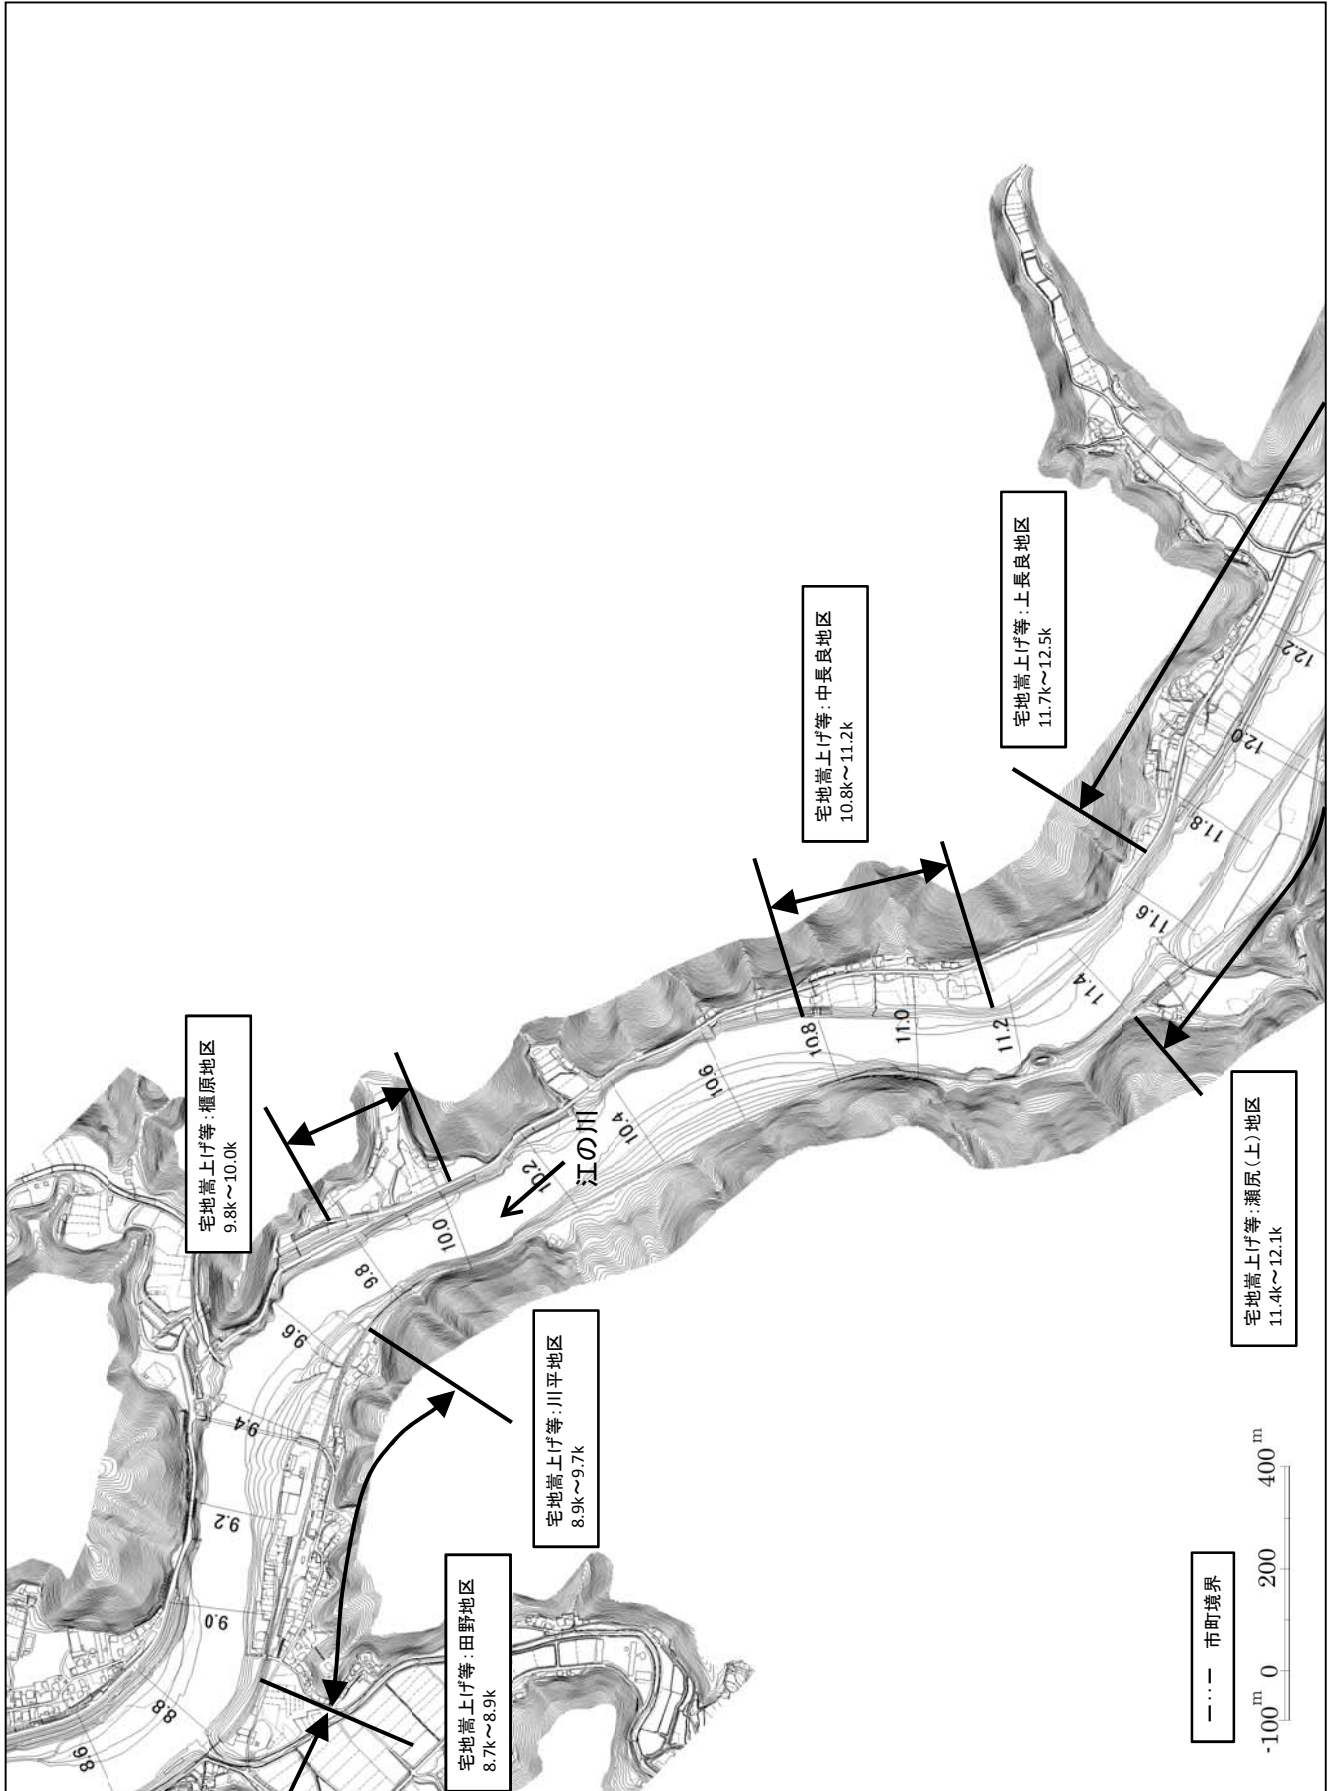 宅地嵩上げ等：櫃原地区
9.8k～10.0k
宅地嵩上げ等：中長良地区
10.8k～11.2k
宅地嵩上げ等：上長良地区
11.7k～12.5k
宅地嵩上げ等：田野地区
8.7k～8.9k
宅地嵩上げ等：川平地区
8.9k～9.7k
宅地嵩上げ等：瀬尻（上）地区
11.4k～12.1k
江の川
8.6
8.8
9.0
9.2
9.4
9.6
9.8
10.0
10.2
10.4
10.6
10.8
11.0
11.2
11.4
11.6
11.8
12.0
12.2
市町境界
-100m 0 200 400m